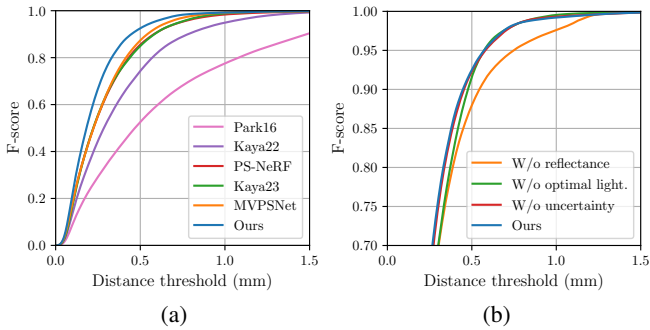 1.0
0.8
0.6
0.4
0.2
0.0
F-score
0.0 0.5 1.0 1.5
Distance threshold (mm)
Park16
Kaya22
PS-NeRF
Kaya23
MVPSNet
Ours
(a)
1.00
0.95
0.90
0.85
0.80
0.75
0.70
F-score
0.0 0.5 1.0 1.5
Distance threshold (mm)
W/o reflectance
W/o optimal light.
W/o uncertainty
Ours
(b)